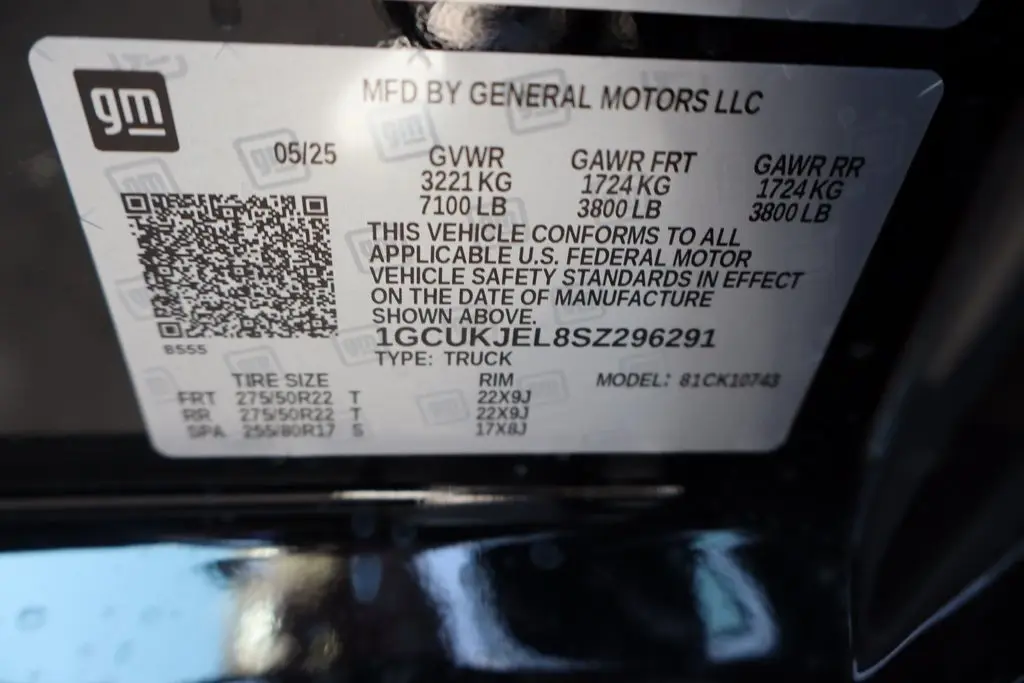 gm
MFD BY GENERAL MOTORS LLC
05/25 GVWR GAWR FRT GAWR RR
3221 KG 1724 KG 1724 KG
7100 LB 3800 LB 3800 LB
THIS VEHICLE CONFORMS TO ALL
APPLICABLE U.S. FEDERAL MOTOR
VEHICLE SAFETY STANDARDS IN EFFECT
ON THE DATE OF MANUFACTURE
SHOWN ABOVE.
1GCUKJEL8SZ296291
6555
TYPE: TRUCK
TIRE SIZE RIM MODEL: 81CK10743
FRT 275/50R22 T 22X9J
RR 275/50R22 T 22X9J
SPA 255/80R17 S 17X8J